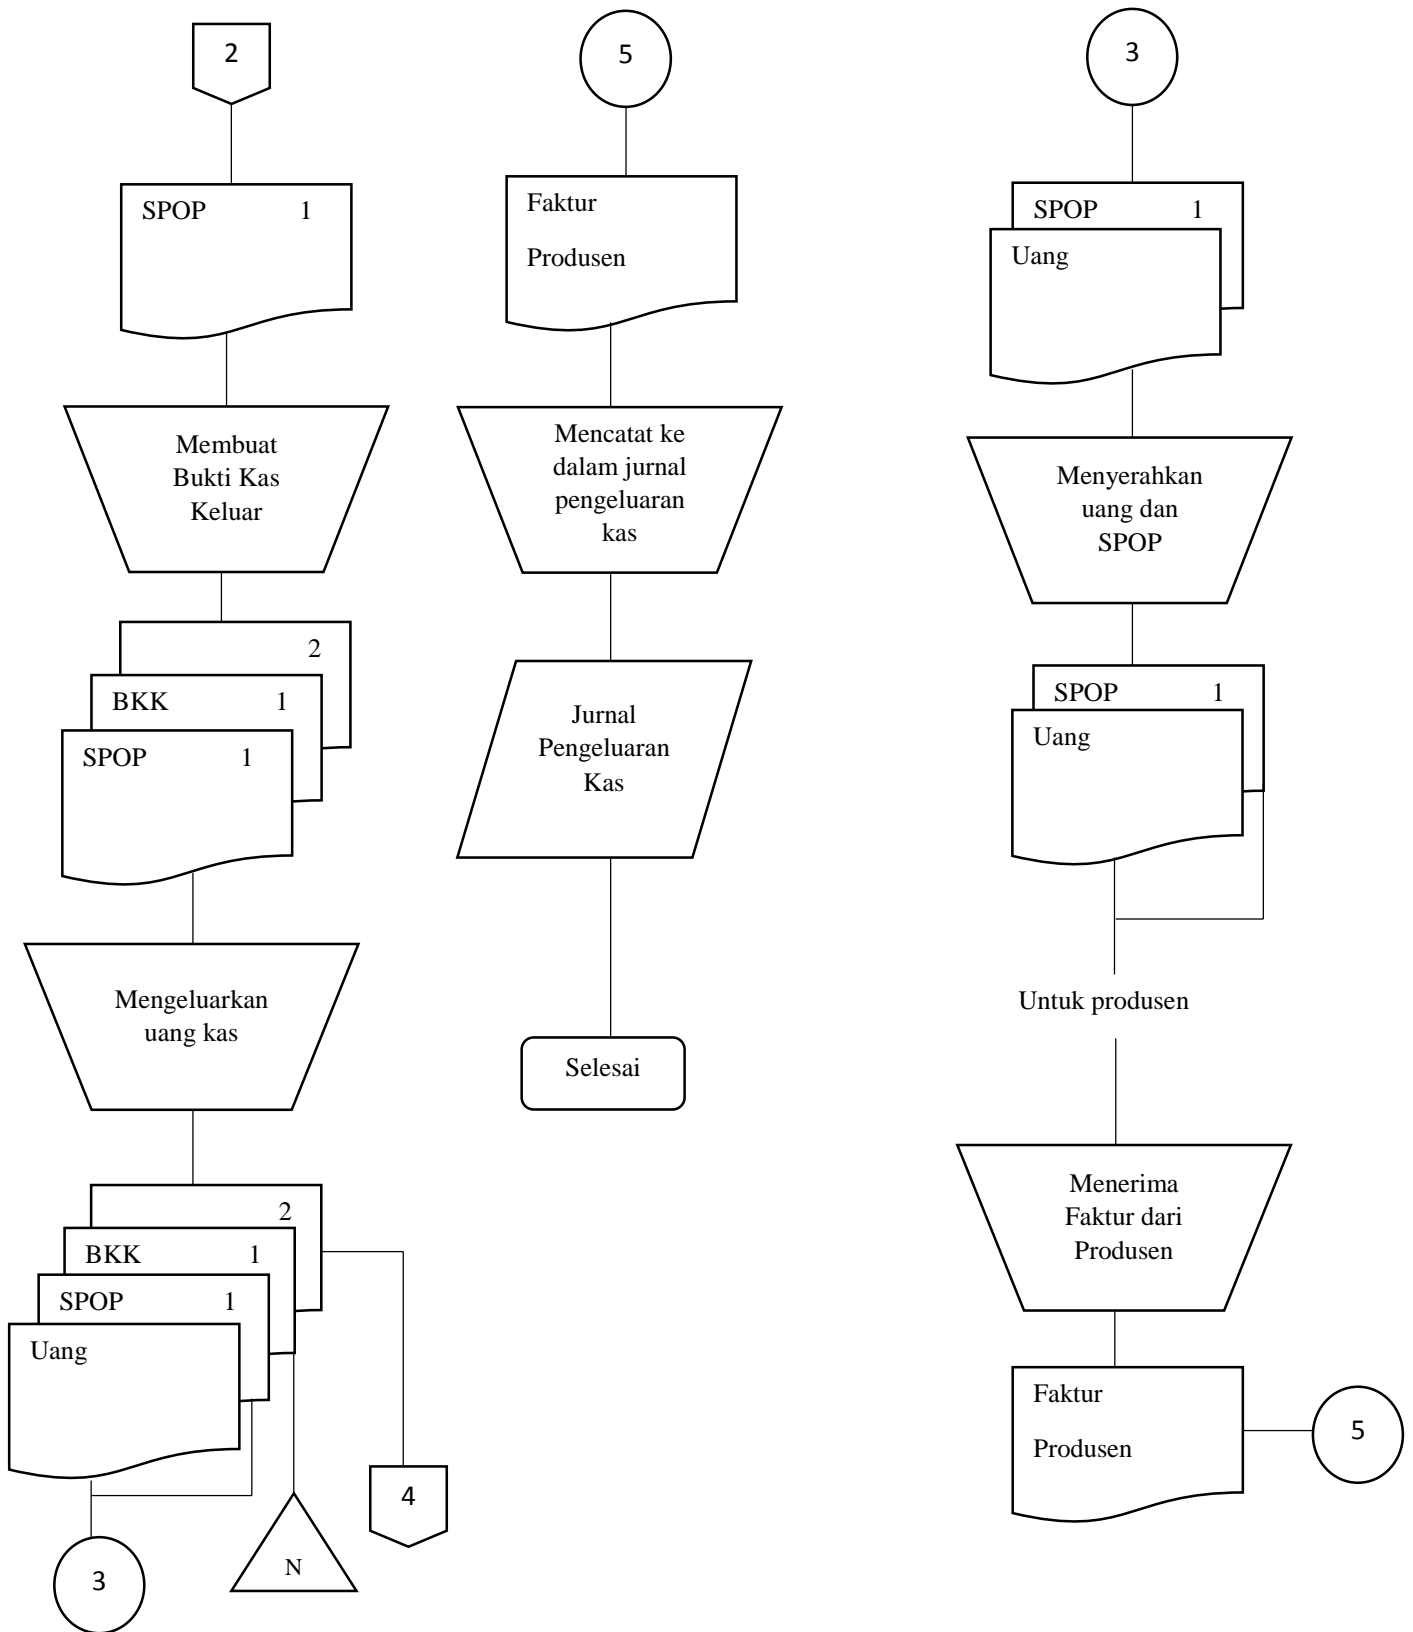 2
SPOP 1
Membuat
Bukti Kas
Keluar
2
BKK 1
SPOP 1
Mengeluarkan
uang kas
2
BKK 1
SPOP 1
Uang
3
N
4
5
Faktur
Produsen
Mencatat ke
dalam jurnal
pengeluaran
kas
Jurnal
Pengeluaran
Kas
Selesai
3
SPOP 1
Uang
Menyerahkan
uang dan
SPOP
SPOP 1
Uang
Untuk produsen
Menerima
Faktur dari
Produsen
Faktur
Produsen
5